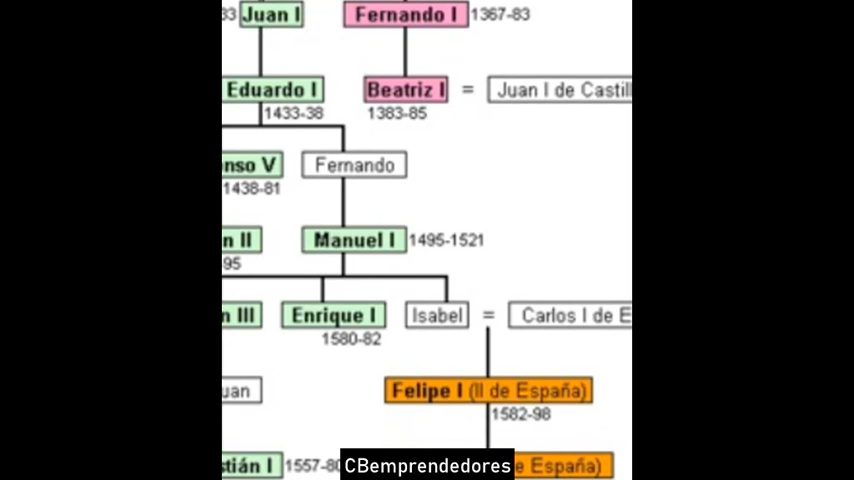 33 Juan I Fernando I 1367-83
Eduardo I Beatriz I = Juan I de Castill
1433-38 1383-85
nso V Fernando
1438-81
n II Manuel I 1495-1521
95
n III Enrique I Isabel = Carlos I de E
1580-82
uan Felipe I (II de España)
1582-98
stián I 1557-80 CBemprendedores e España)